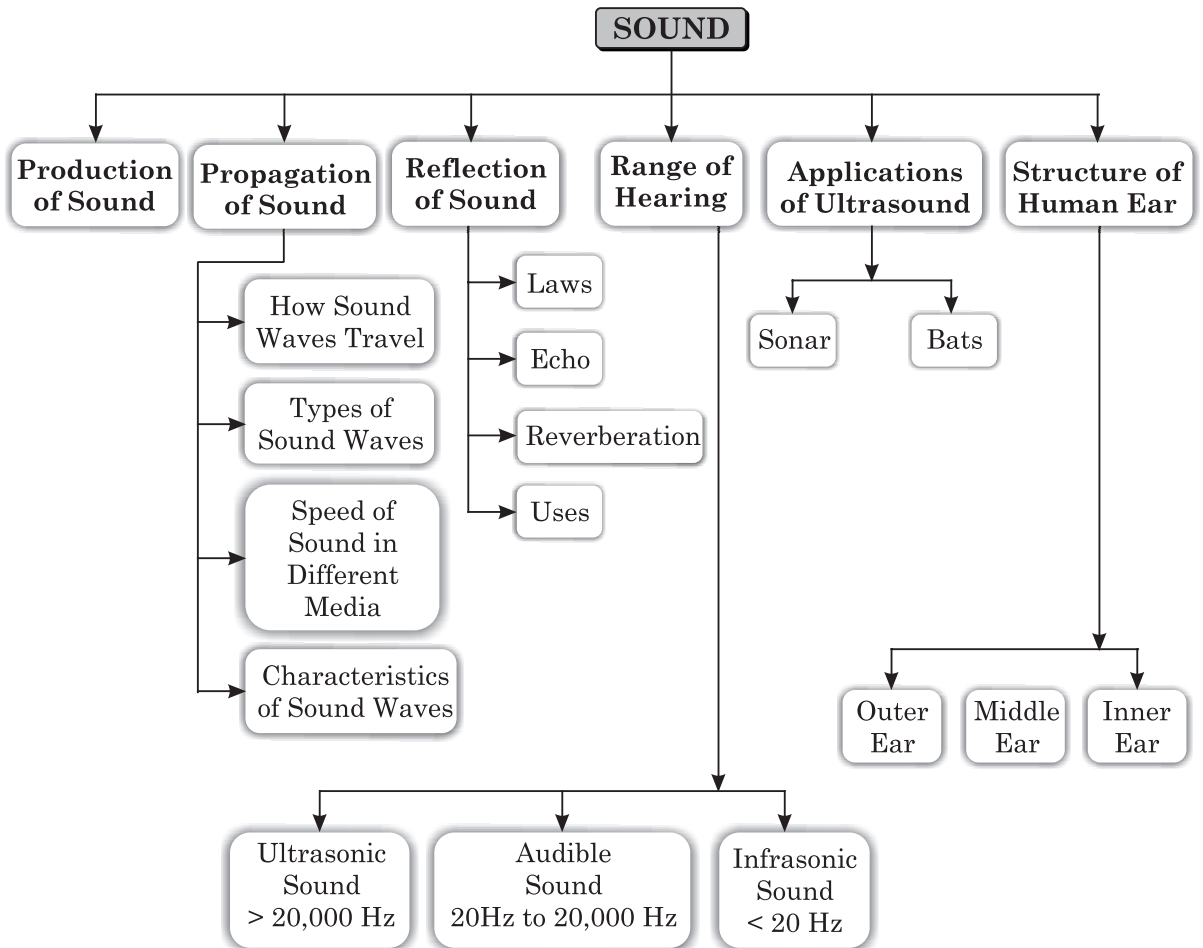 SOUND
Production
of Sound
Propagation
of Sound
Reflection
of Sound
Range of
Hearing
Applications
of Ultrasound
Structure of
Human Ear
How Sound
Waves Travel
Types of
Sound Waves
Speed of
Sound in
Different
Media
Characteristics
of Sound Waves
Laws
Echo
Reverberation
Uses
Sonar
Bats
Outer
Ear
Middle
Ear
Inner
Ear
Ultrasonic
Sound
> 20,000 Hz
Audible
Sound
20Hz to 20,000 Hz
Infrasonic
Sound
< 20 Hz